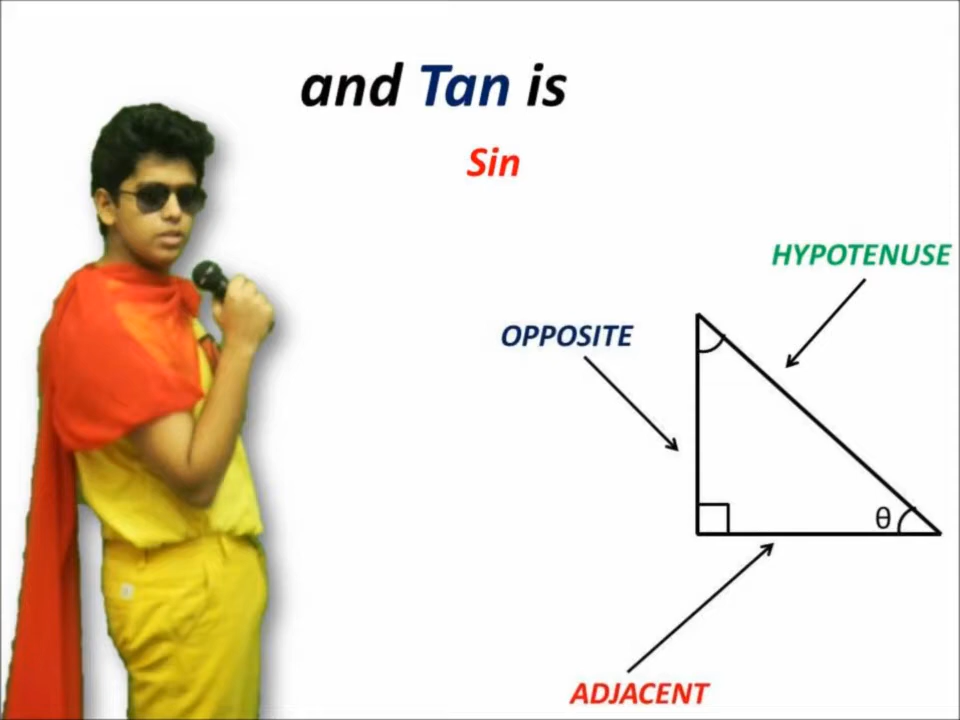 and Tan is
Sin
HYPOTENUSE
OPPOSITE
θ
ADJACENT